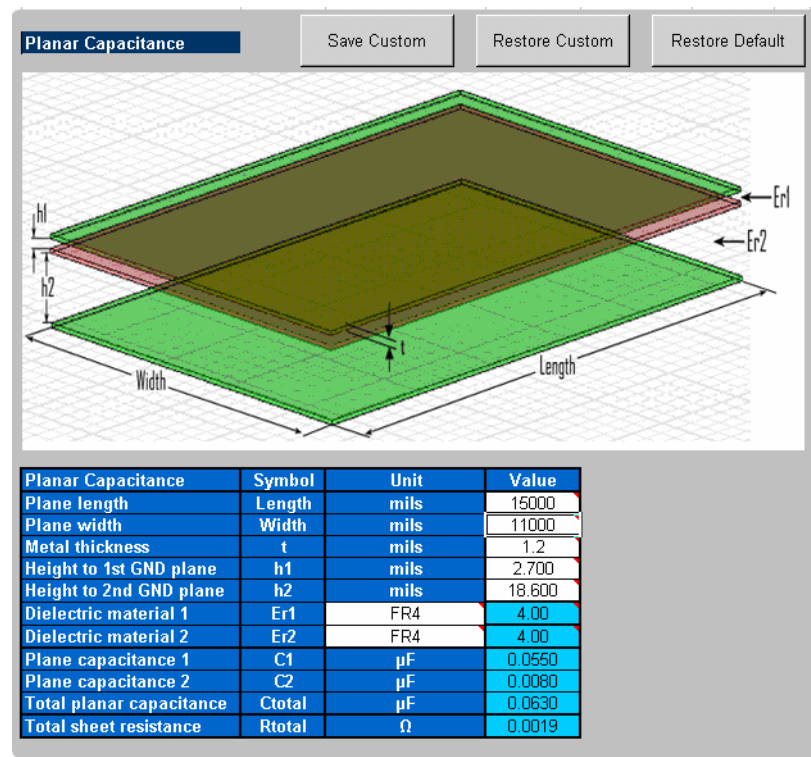 Planar Capacitance Save Custom Restore Custom Restore Default
h1
Er1
Er2
h2
t
Width
Length
Planar Capacitance Symbol Unit Value
Plane length Length mils 15000
Plane width Width mils 11000
Metal thickness t mils 1.2
Height to 1st GND plane h1 mils 2.700
Height to 2nd GND plane h2 mils 18.600
Dielectric material 1 Er1 FR4 4.00
Dielectric material 2 Er2 FR4 4.00
Plane capacitance 1 C1 µF 0.0550
Plane capacitance 2 C2 µF 0.0080
Total planar capacitance Ctotal µF 0.0630
Total sheet resistance Rtotal Ω 0.0019